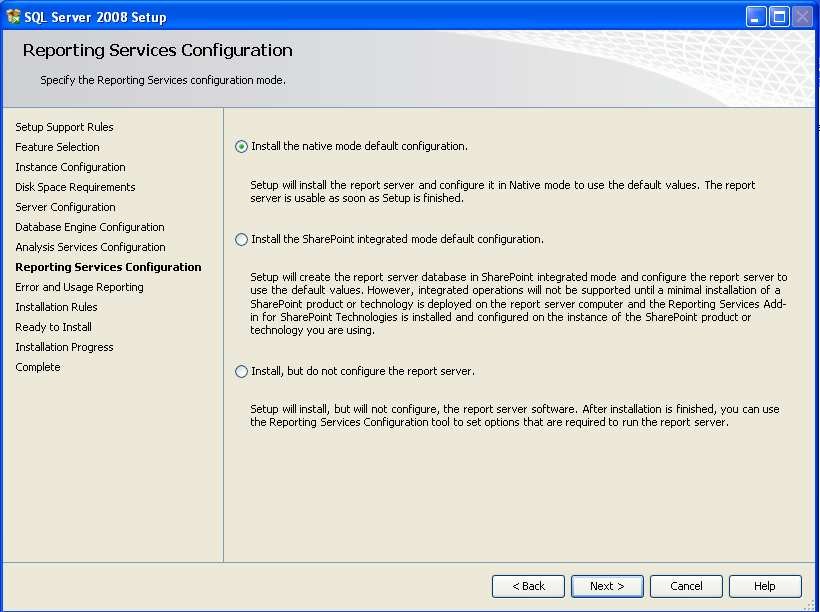 SQL Server 2008 Setup
Reporting Services Configuration
Specify the Reporting Services configuration mode.
Setup Support Rules
Feature Selection
Instance Configuration
Disk Space Requirements
Server Configuration
Database Engine Configuration
Analysis Services Configuration
Reporting Services Configuration
Error and Usage Reporting
Installation Rules
Ready to Install
Installation Progress
Complete
Install the native mode default configuration.
Setup will install the report server and configure it in Native mode to use the default values. The report
server is usable as soon as Setup is finished.
Install the SharePoint integrated mode default configuration.
Setup will create the report server database in SharePoint integrated mode and configure the report server to
use the default values. However, integrated operations will not be supported until a minimal installation of a
SharePoint product or technology is deployed on the report server computer and the Reporting Services Add-
in for SharePoint Technologies is installed and configured on the instance of the SharePoint product or
technology you are using.
Install, but do not configure the report server.
Setup will install, but will not configure, the report server software. After installation is finished, you can use
the Reporting Services Configuration tool to set options that are required to run the report server.
< Back
Next >
Cancel
Help